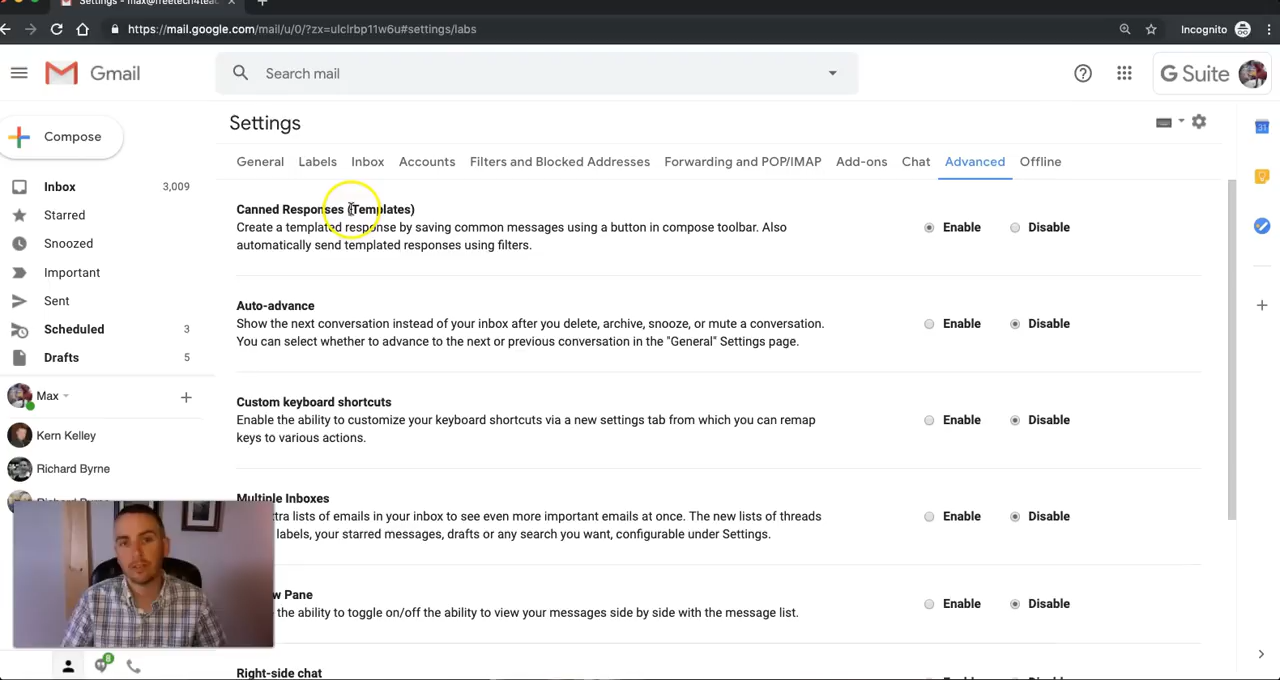 Settings - max@freetech4teac
https://mail.google.com/mail/u/0/?zx=ulclrbp11w6u#settings/labs
Incognito
Gmail
Search mail
G Suite
Compose
Settings
General Labels Inbox Accounts Filters and Blocked Addresses Forwarding and POP/IMAP Add-ons Chat Advanced Offline
Inbox 3,009
Starred
Snoozed
Important
Sent
Scheduled 3
Drafts 5
Max
Kern Kelley
Richard Byrne
Richard Byrne
8
Canned Responses (Templates)
Create a templated response by saving common messages using a button in compose toolbar. Also
automatically send templated responses using filters.
Enable Disable
Auto-advance
Show the next conversation instead of your inbox after you delete, archive, snooze, or mute a conversation.
You can select whether to advance to the next or previous conversation in the "General" Settings page.
Enable Disable
Custom keyboard shortcuts
Enable the ability to customize your keyboard shortcuts via a new settings tab from which you can remap
keys to various actions.
Enable Disable
Multiple Inboxes
xtra lists of emails in your inbox to see even more important emails at once. The new lists of threads
labels, your starred messages, drafts or any search you want, configurable under Settings.
Enable Disable
w Pane
the ability to toggle on/off the ability to view your messages side by side with the message list.
Enable Disable
Right-side chat
31